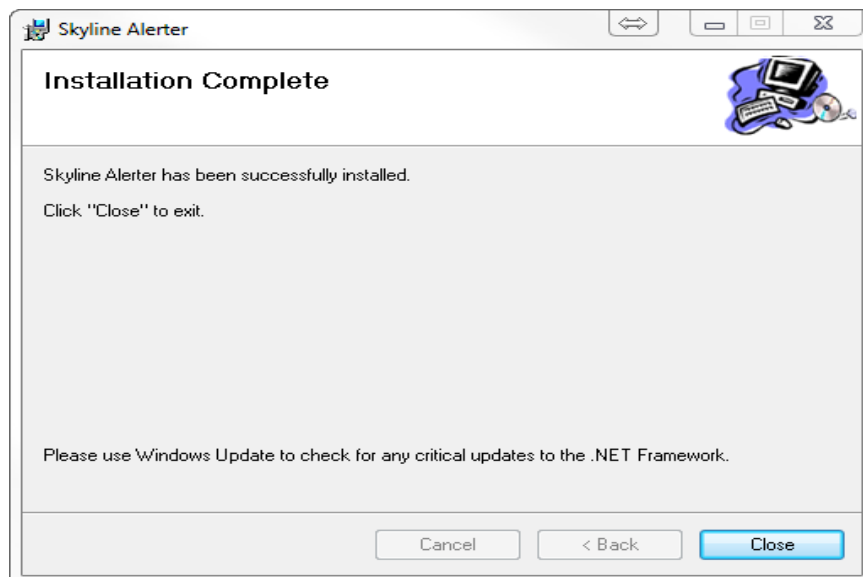 Skyline Alerter
Installation Complete
Skyline Alerter has been successfully installed.
Click "Close" to exit.
Please use Windows Update to check for any critical updates to the .NET Framework.
Cancel
< Back
Close